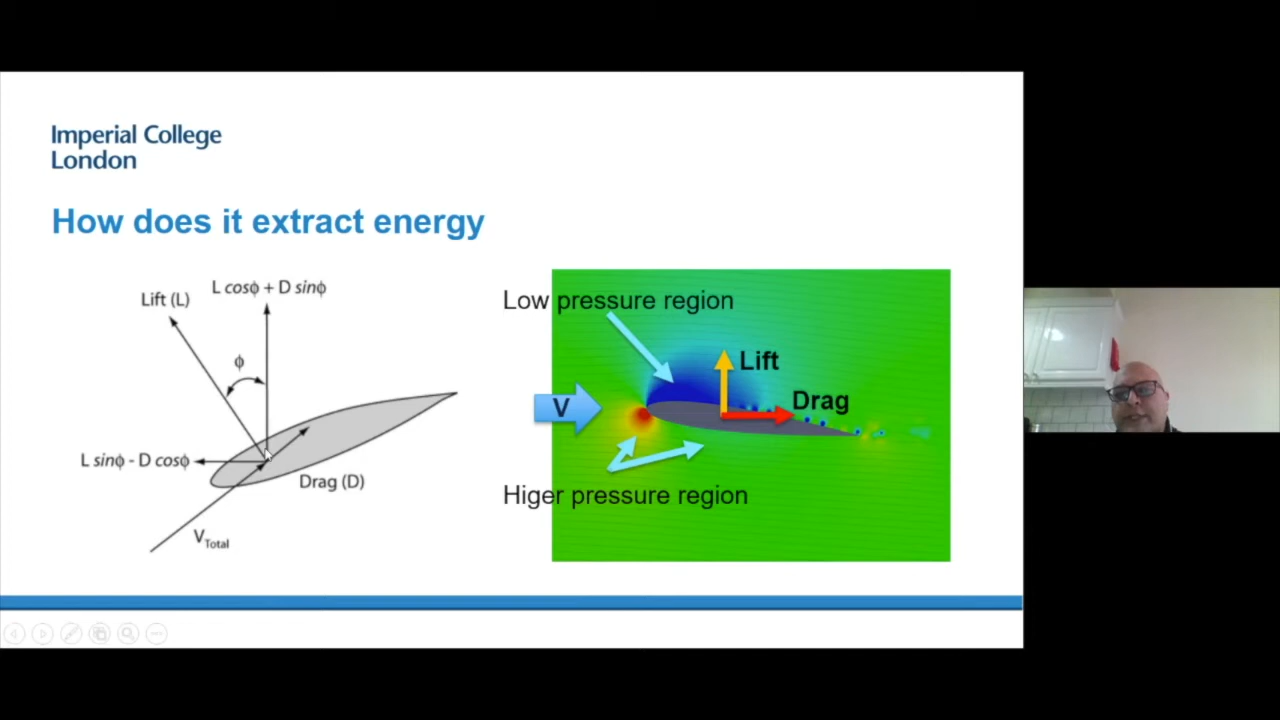 Imperial College
London
How does it extract energy
Lift (L)
L cosϕ + D sinϕ
ϕ
L sinϕ - D cosϕ
Drag (D)
VTotal
Low pressure region
Lift
Drag
V
Higer pressure region